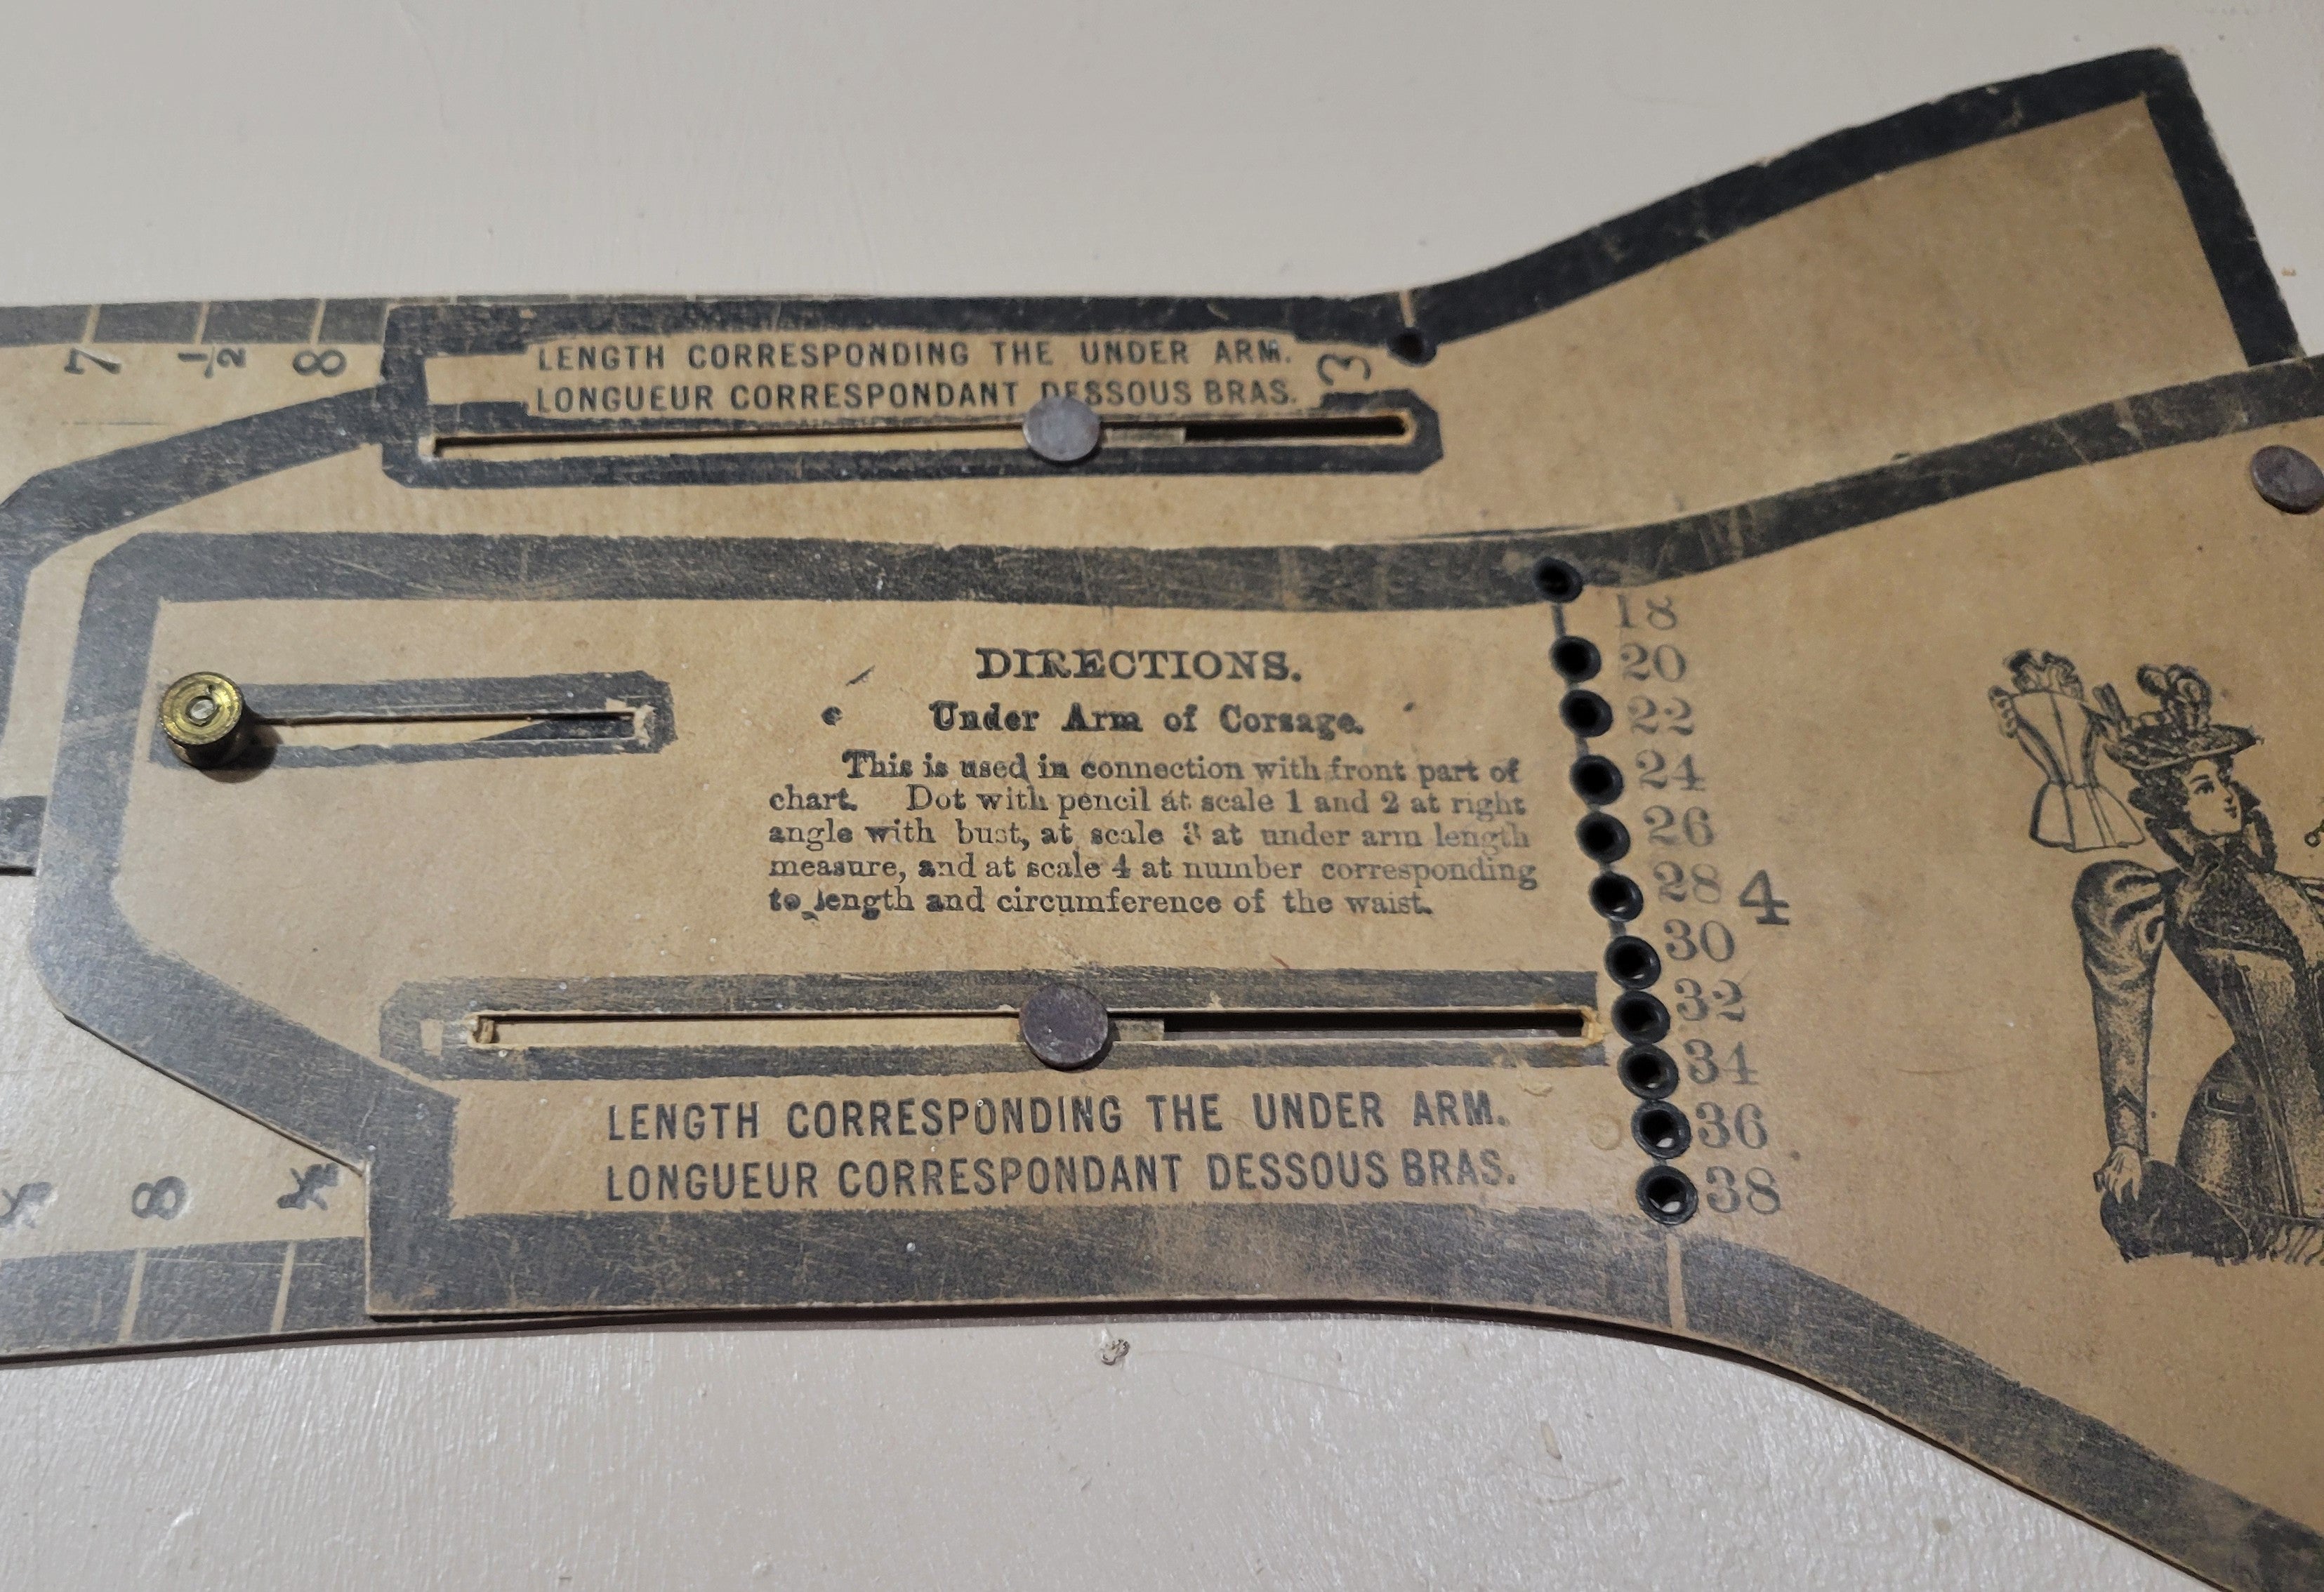 7 1/2 8
LENGTH CORRESPONDING THE UNDER ARM.
LONGUEUR CORRESPONDANT DESSOUS BRAS.
3
DIRECTIONS.
Under Arm of Corsage.
This is used in connection with front part of
chart. Dot with pencil at scale 1 and 2 at right
angle with bust, at scale 3 at under arm length
measure, and at scale 4 at number corresponding
to length and circumference of the waist.
18
20
22
24
26
28
30
32
34
36
38
4
8
LENGTH CORRESPONDING THE UNDER ARM.
LONGUEUR CORRESPONDANT DESSOUS BRAS.